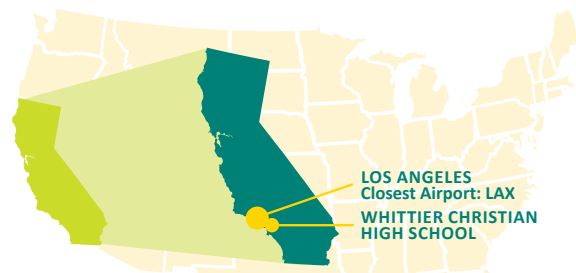 LOS ANGELES
Closest Airport: LAX
WHITTIER CHRISTIAN
HIGH SCHOOL